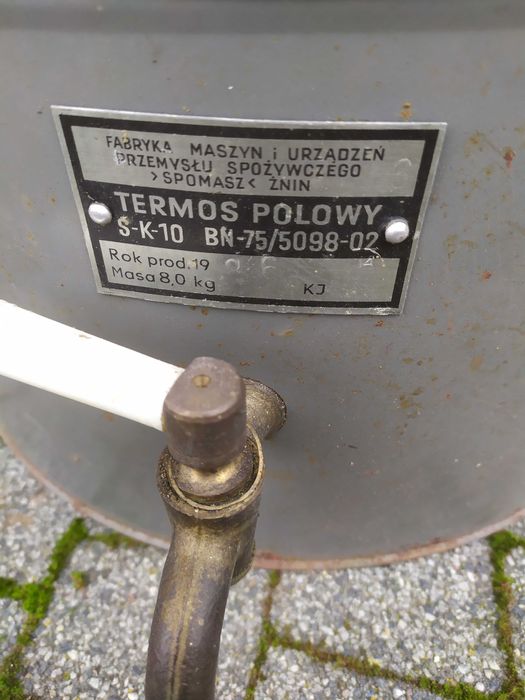 FABRYKA MASZYN i URZĄDZEŃ
PRZEMYSŁU SPOŻYWCZEGO
>SPOMASZ< ŻNIN
TERMOS POLOWY
S-K-10 BN-75/5098-02
Rok prod.19
Masa 8,0 kg KJ